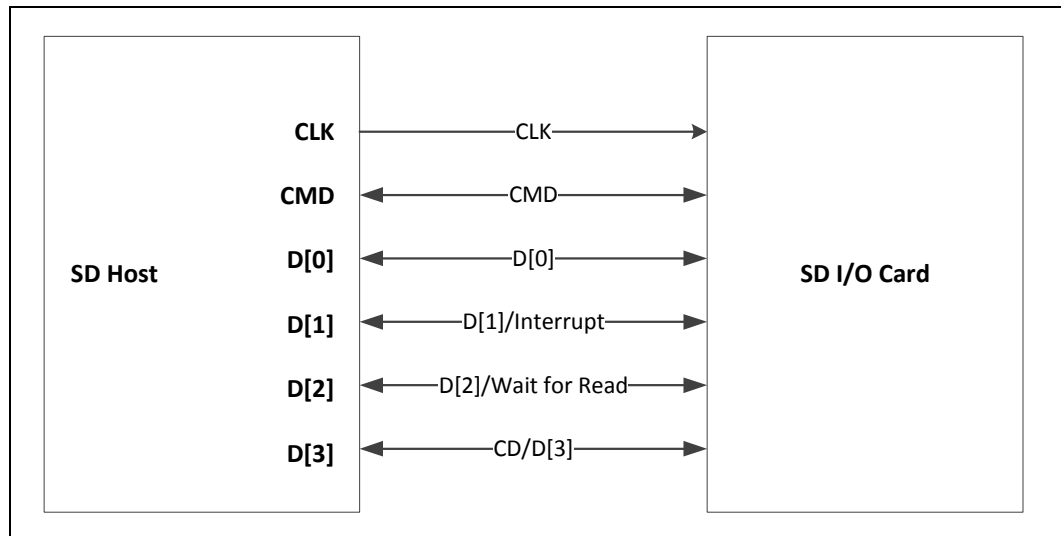 CLK CLK
CMD CMD
D[0] D[0]
SD Host SD I/O Card
D[1] D[1]/Interrupt
D[2] D[2]/Wait for Read
D[3] CD/D[3]